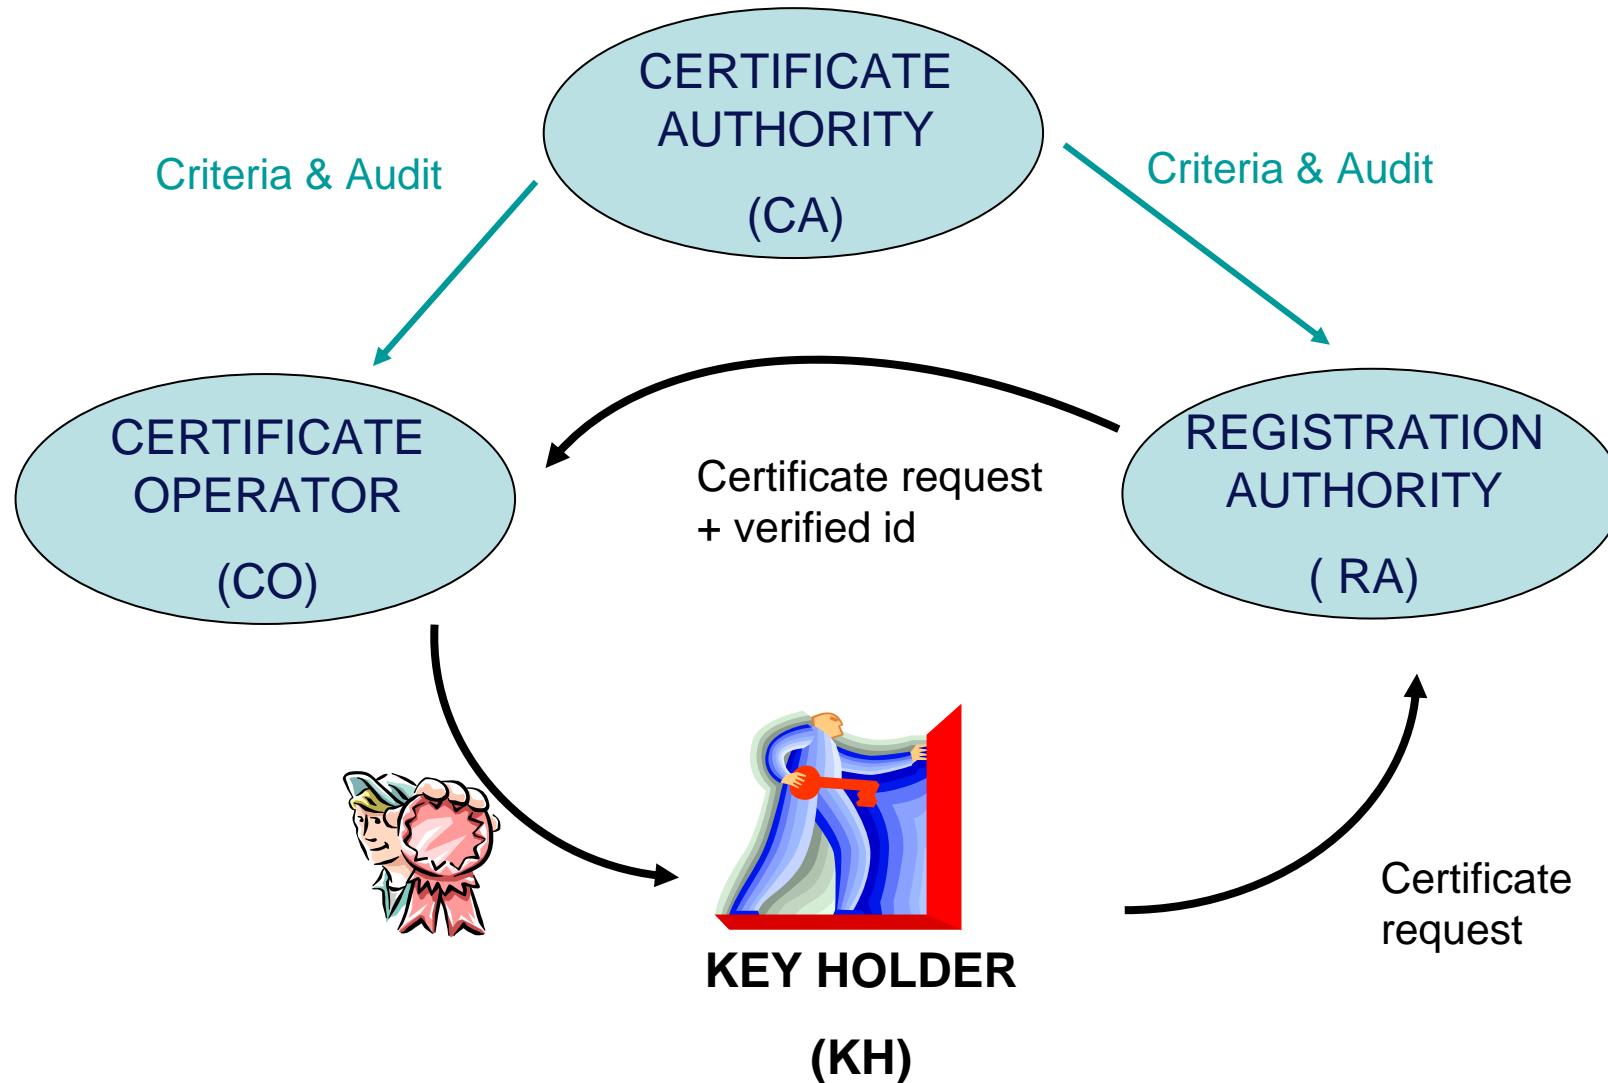 CERTIFICATE
AUTHORITY
(CA)
Criteria & Audit
Criteria & Audit
CERTIFICATE
OPERATOR
(CO)
Certificate request
+ verified id
REGISTRATION
AUTHORITY
( RA)
Certificate
request
KEY HOLDER
(KH)